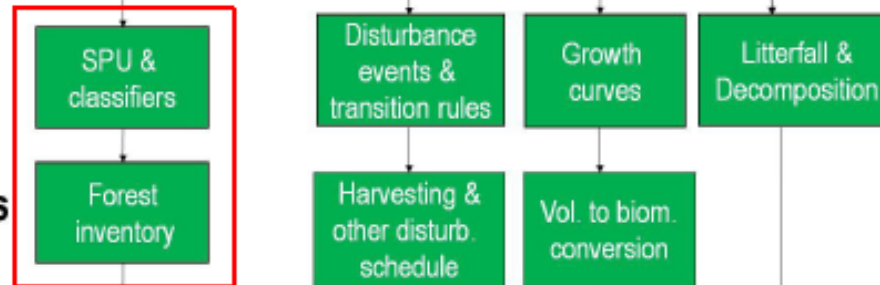 SPU &
classifiers
Forest
inventory
Disturbance
events &
transition rules
Harvesting &
other disturb.
schedule
Growth
curves
Vol. to biom.
conversion
Litterfall &
Decomposition